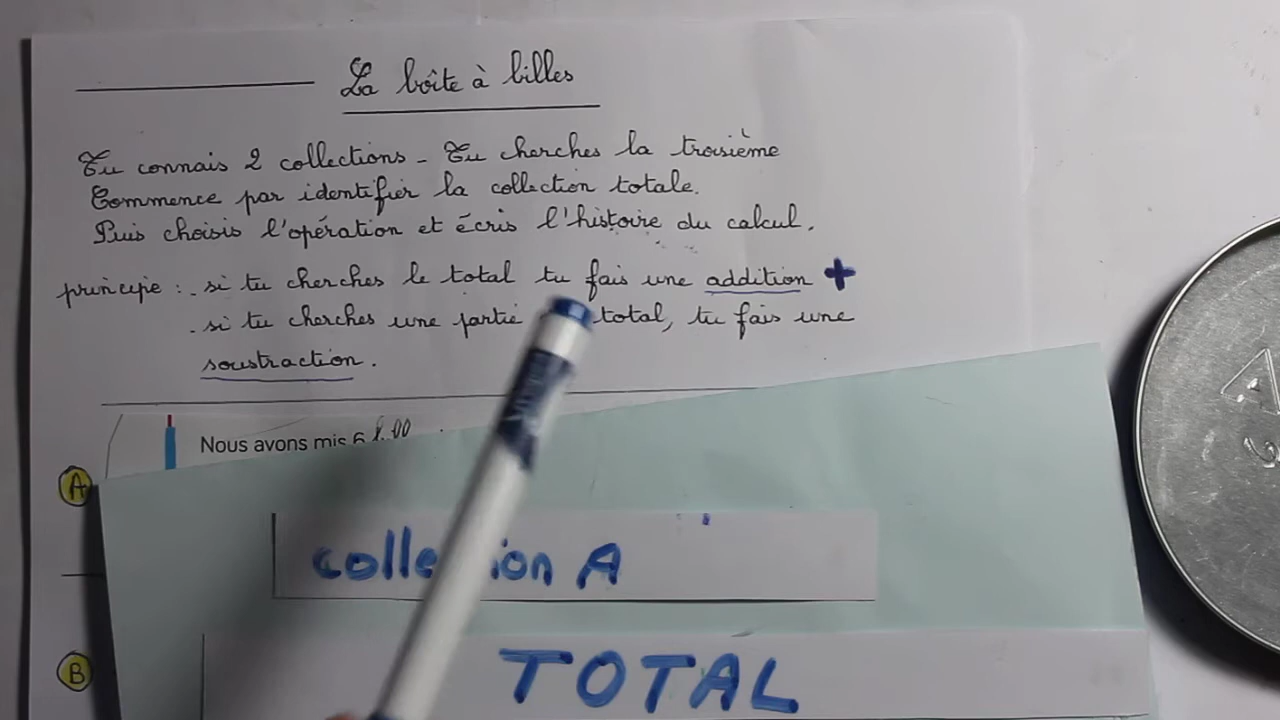 La boîte à billes
Tu connais 2 collections - Tu cherches la troisième
Commence par identifier la collection totale.
Puis choisis l'opération et écris l'histoire du calcul.
principe : - si tu cherches le total tu fais une addition +
- si tu cherches une partie total, tu fais une
soustraction.
Nous avons mis 6
A
collection A
B
TOTAL